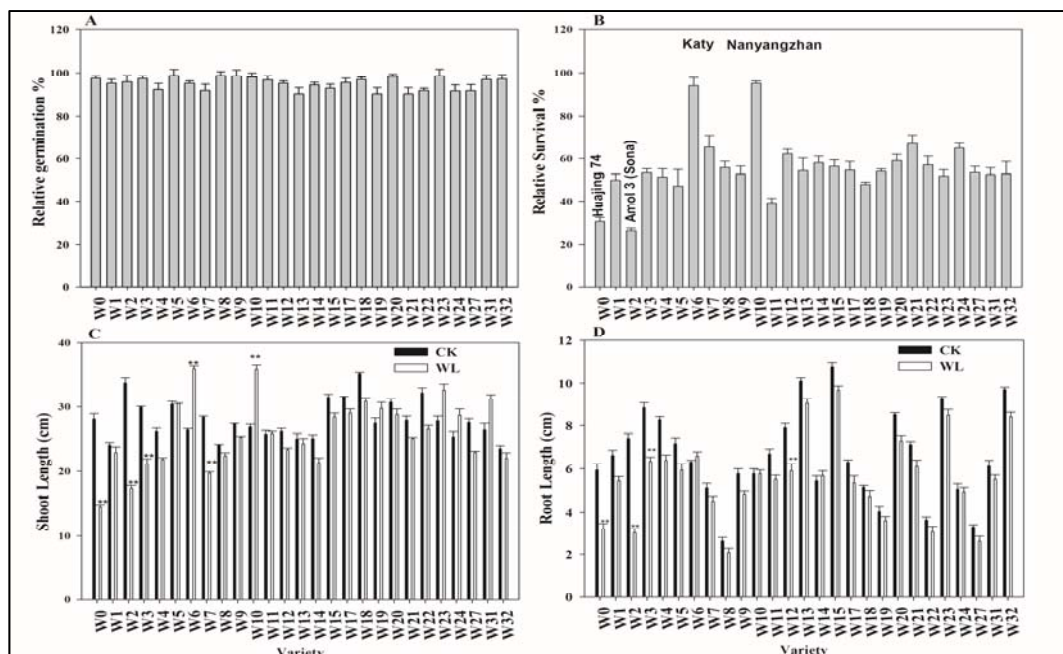 A
Relative germination %
120
100
80
60
40
20
0
W0 W1 W2 W3 W4 W5 W6 W7 W8 W9 W10 W11 W12 W13 W14 W15 W17 W18 W19 W20 W21 W22 W23 W24 W27 W31 W32
B
Relative Survival %
120
100
80
60
40
20
0
Katy Nanyangzhan
Huajing 74
Amol 3 (Sona)
W0 W1 W2 W3 W4 W5 W6 W7 W8 W9 W10 W11 W12 W13 W14 W15 W17 W18 W19 W20 W21 W22 W23 W24 W27 W31 W32
C
Shoot Length (cm)
40
30
20
10
0
CK
WL
**
**
**
**
**
**
W0 W1 W2 W3 W4 W5 W6 W7 W8 W9 W10 W11 W12 W13 W14 W15 W17 W18 W19 W20 W21 W22 W23 W24 W27 W31 W32
Variety
D
Root Length (cm)
12
10
8
6
4
2
0
CK
WL
**
**
**
**
W0 W1 W2 W3 W4 W5 W6 W7 W8 W9 W10 W11 W12 W13 W14 W15 W17 W18 W19 W20 W21 W22 W23 W24 W27 W31 W32
Variety